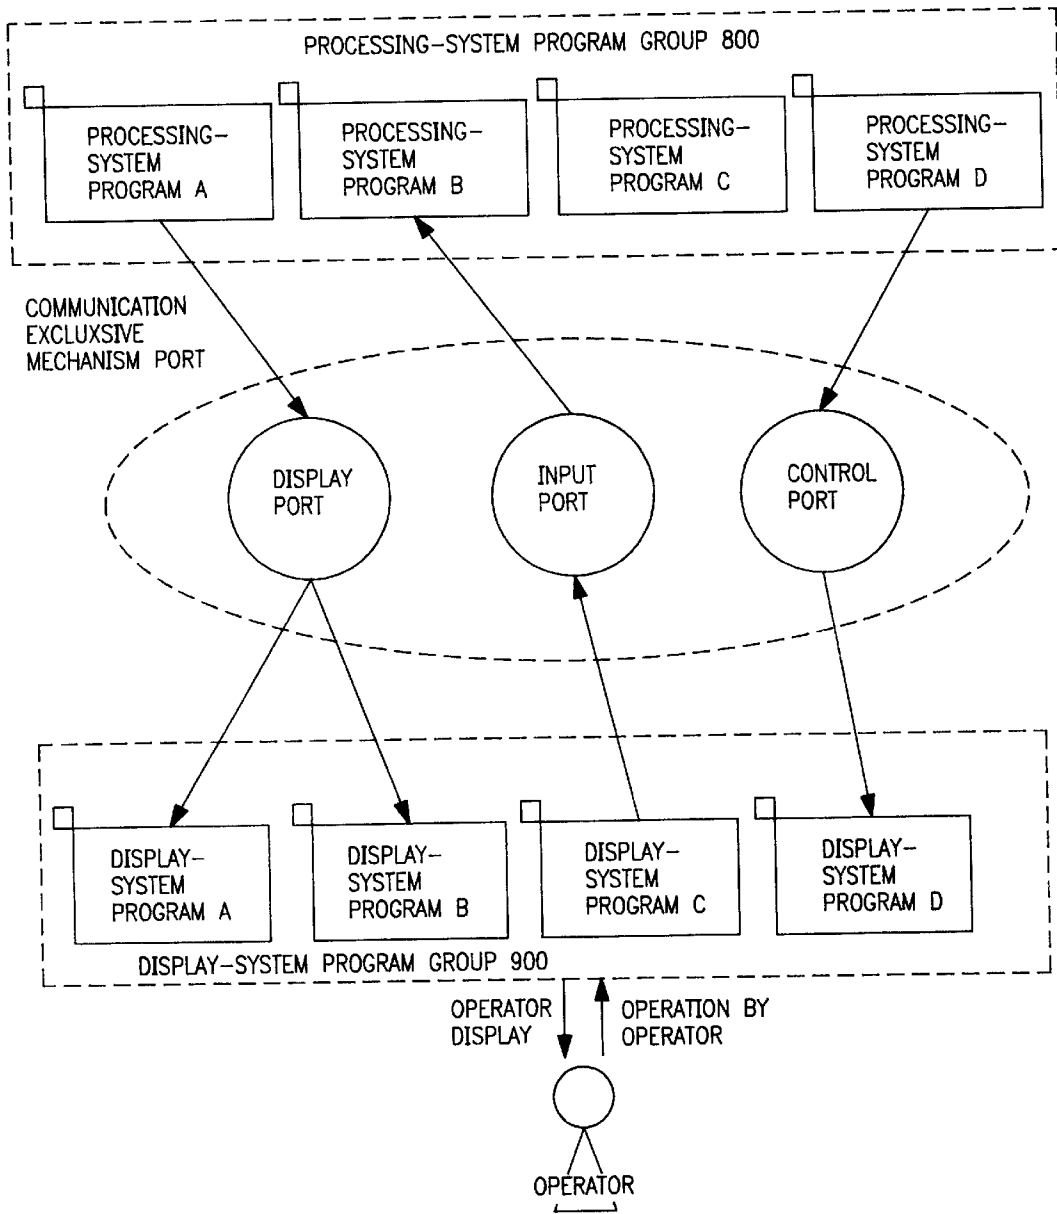 PROCESSING-SYSTEM PROGRAM GROUP 800
PROCESSING-
SYSTEM
PROGRAM A
PROCESSING-
SYSTEM
PROGRAM B
PROCESSING-
SYSTEM
PROGRAM C
PROCESSING-
SYSTEM
PROGRAM D
COMMUNICATION
EXCLUXSIVE
MECHANISM PORT
DISPLAY
PORT
INPUT
PORT
CONTROL
PORT
DISPLAY-
SYSTEM
PROGRAM A
DISPLAY-
SYSTEM
PROGRAM B
DISPLAY-
SYSTEM
PROGRAM C
DISPLAY-
SYSTEM
PROGRAM D
DISPLAY-SYSTEM PROGRAM GROUP 900
OPERATOR
DISPLAY
OPERATION BY
OPERATOR
OPERATOR